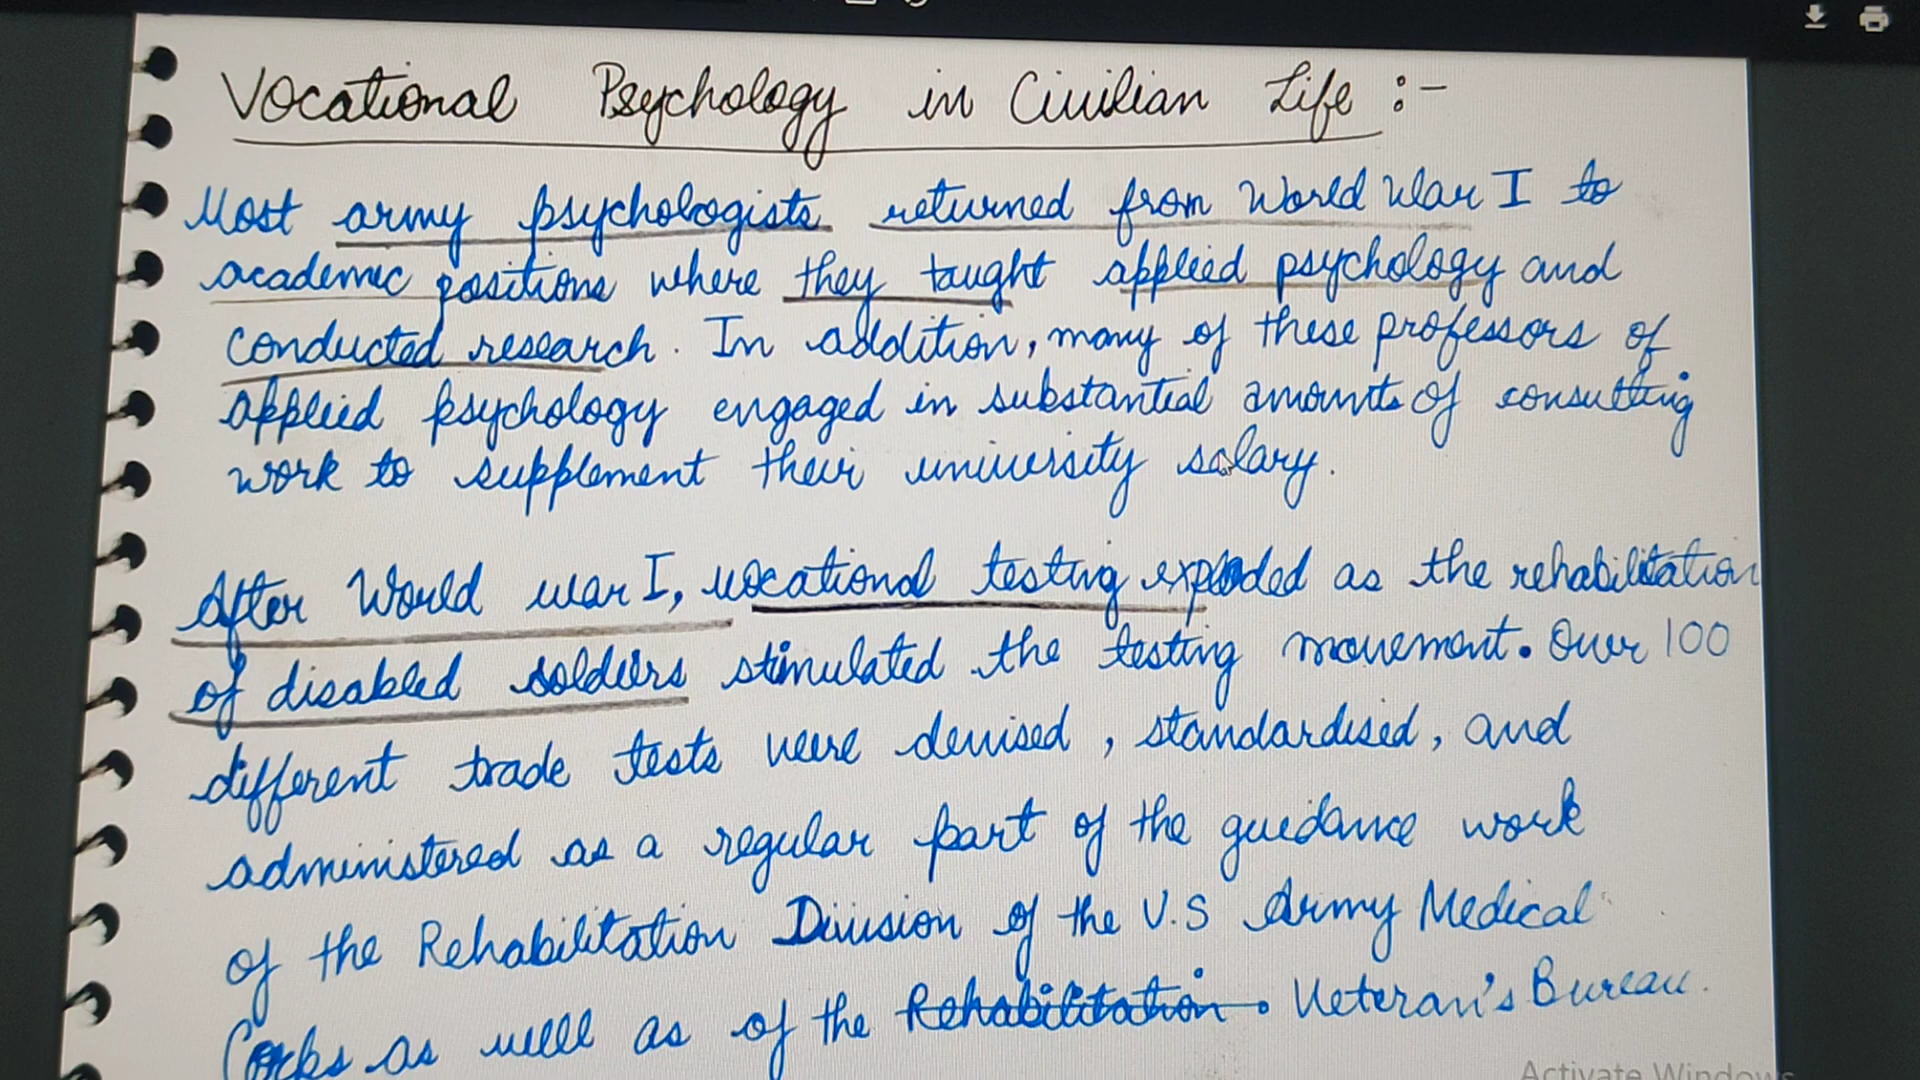 Vocational Psychology in Civilian Life :-
Most army psychologists returned from World War I to
academic positions where they taught applied psychology and
conducted research. In addition, many of these professors of
applied psychology engaged in substantial amounts of consulting
work to supplement their university salary.
After World war I, vocational testing exploded as the rehabilitation
of disabled soldiers stimulated the testing movement. Over 100
different trade tests were devised, standardised, and
administered as a regular part of the guidance work
of the Rehabilitation Division of the U.S Army Medical
as well as of the Rehabilitation. Veteran's Bureau.
Activate Windows